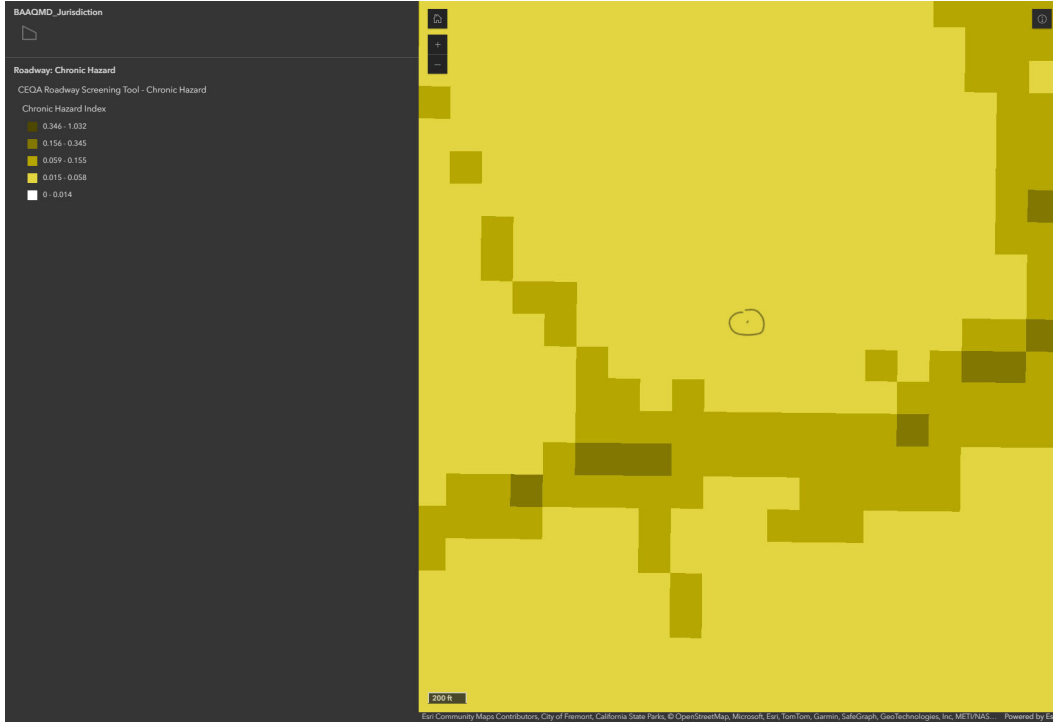 BAAQMD_Jurisdiction
Roadway: Chronic Hazard
CEQA Roadway Screening Tool - Chronic Hazard
Chronic Hazard Index
0.346 - 1.032
0.156 - 0.345
0.059 - 0.155
0.015 - 0.058
0 - 0.014
200 ft
Esri Community Maps Contributors, City of Fremont, California State Parks, © OpenStreetMap, Microsoft, Esri, TomTom, Garmin, SafeGraph, GeoTechnologies, Inc, METI/NAS... Powered by Es